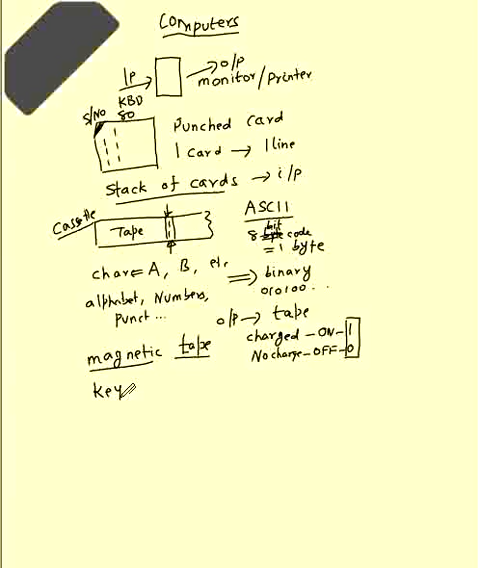 Computers
Ip → o/p
KBD monitor/printer
S/No 80
Punched card
1 card → 1 line
Stack of cards → i/p
Cassette
Tape
ASCII
8 bit code
= 1 byte
char = A, B, etc ⇒ binary
alphabet, Numbers, 010100...
Punct...
o/p → tape
charged - ON - 1
No charge - OFF - 0
magnetic tape
Key